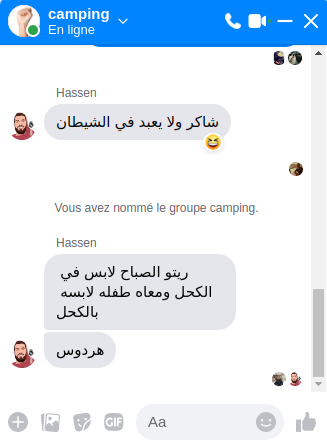 camping
En ligne
Hassen
شاكر ولا يعبد في الشيطان
Vous avez nommé le groupe camping.
Hassen
ريتو الصباح لابس في
الكحل ومعاه طفله لابسه
بالكحل
هردوس
GIF
Aa